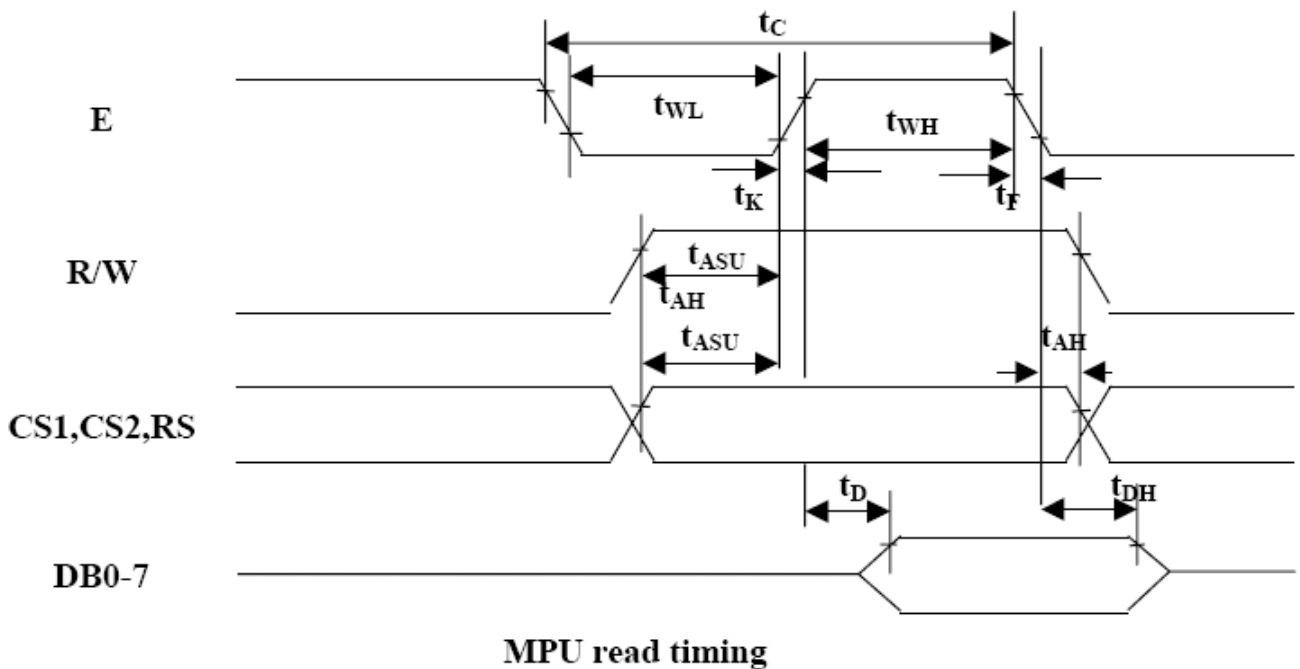 tC
E
tWL
tWH
tK
tF
R/W
tASU
tAH
tASU
tAH
CS1,CS2,RS
tD
tDH
DB0-7
MPU read timing